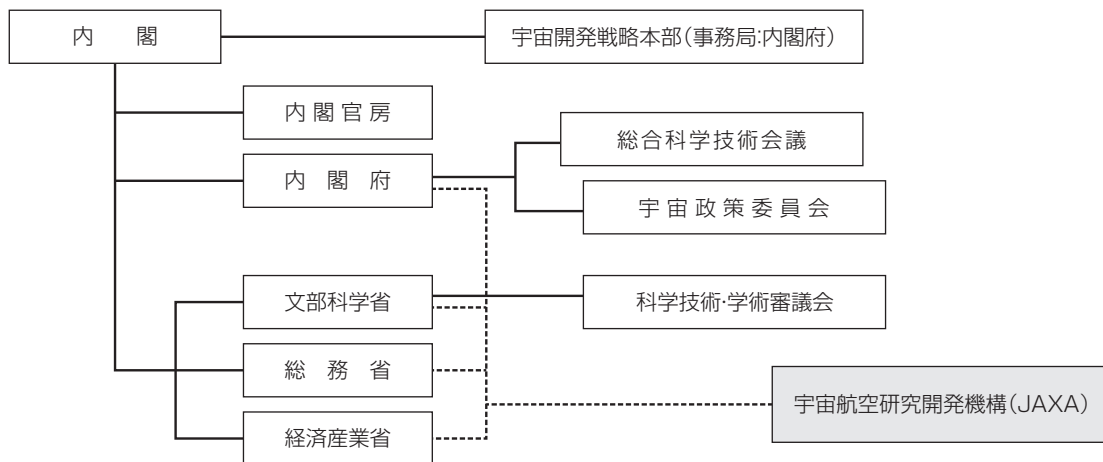 内閣
宇宙開発戦略本部(事務局:内閣府)
内閣官房
総合科学技術会議
内閣府
宇宙政策委員会
文部科学省
科学技術·学術審議会
総務省
宇宙航空研究開発機構(JAXA)
経済産業省